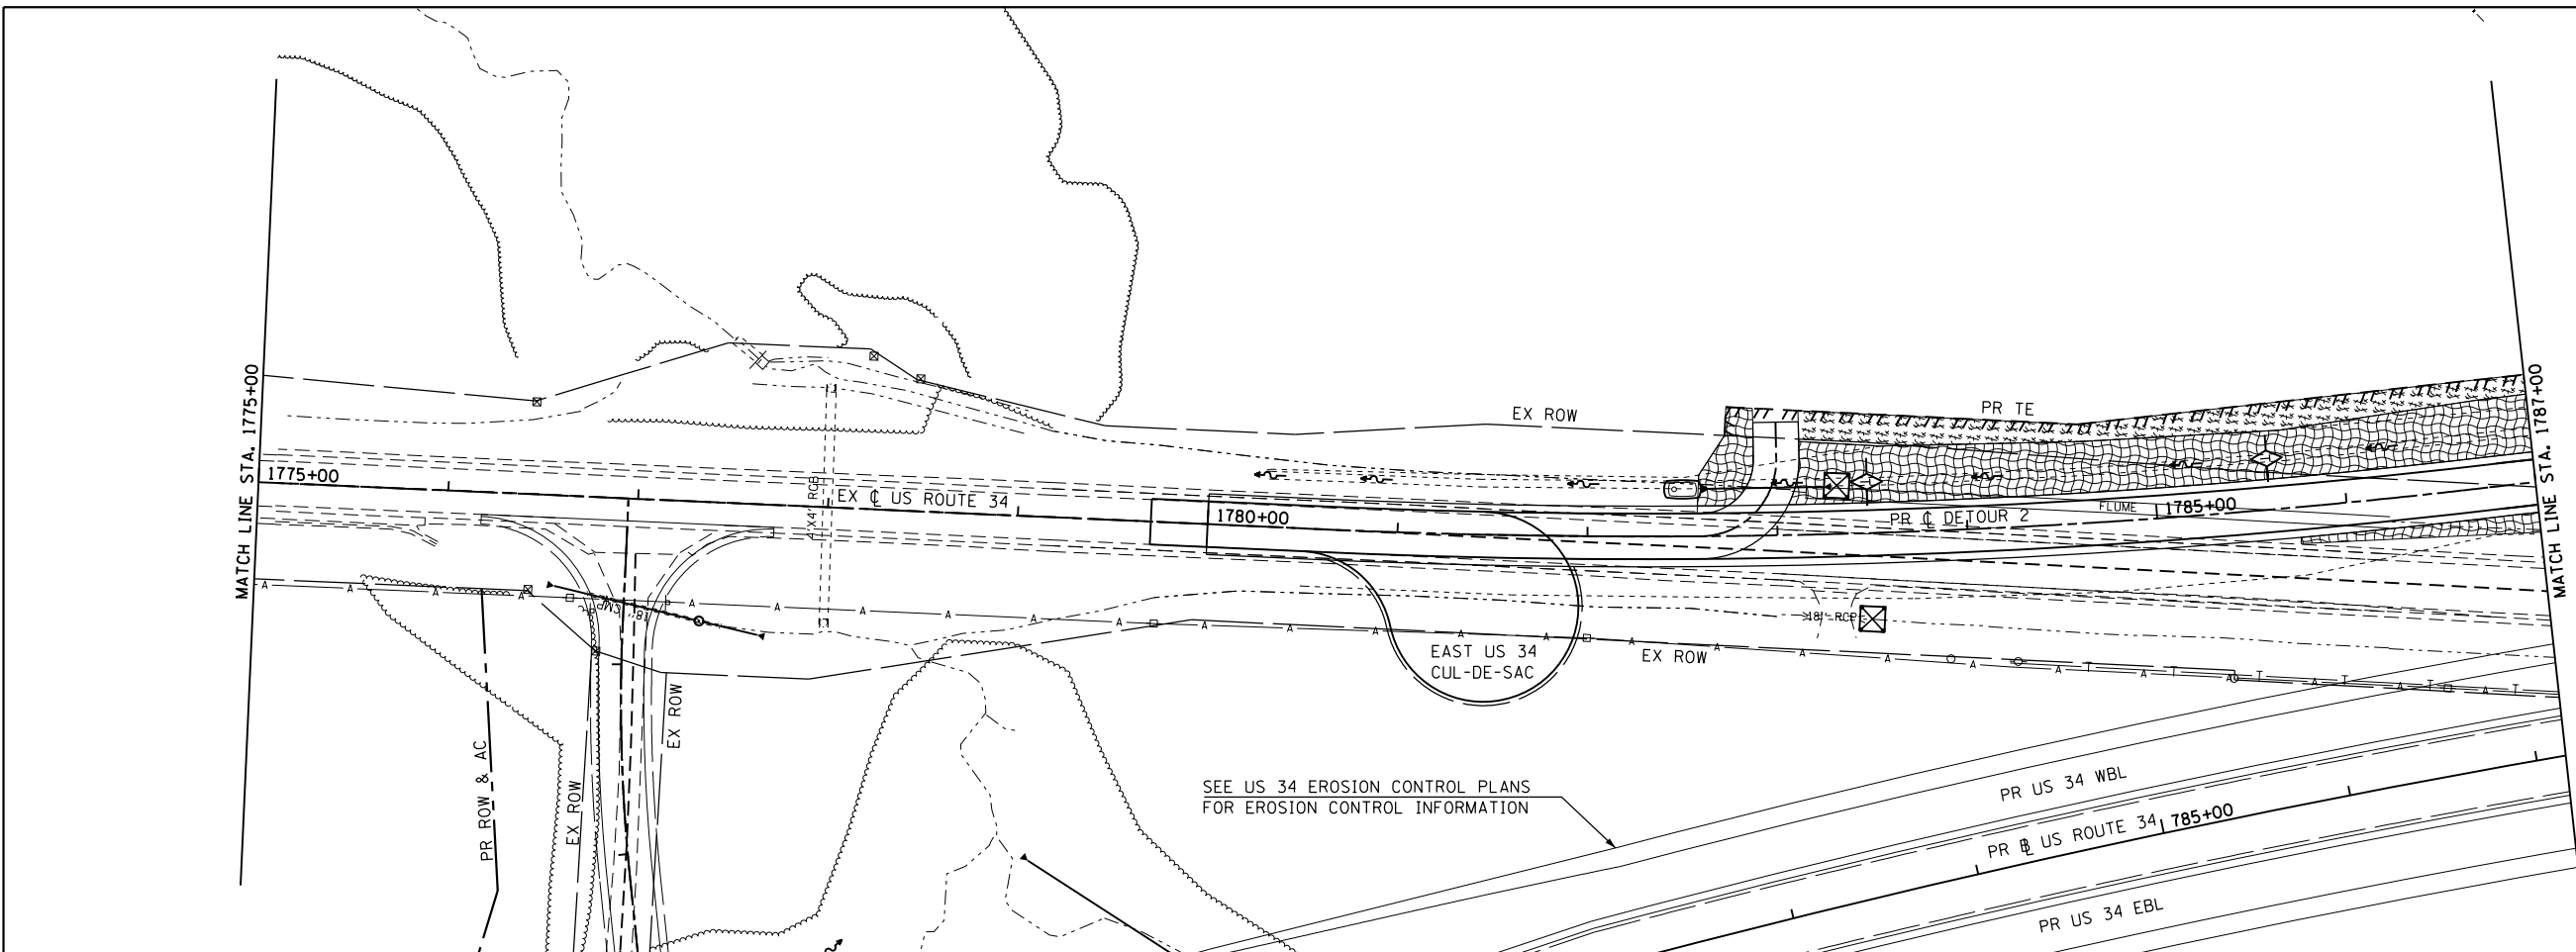 MATCH LINE STA. 1775+00
1775+00
EX ℄ US ROUTE 34
4'X4' RCB
1780+00
EX ROW
PR TE
PR ℄ DETOUR 2
FLUME
1785+00
MATCH LINE STA. 1787+00
A A A A A A A A A A A A A A A A A A A A A A A A A A A
T T T T T T
18" CMP
18" RCP
EAST US 34
CUL-DE-SAC
EX ROW
PR ROW & AC
EX ROW
EX ROW
SEE US 34 EROSION CONTROL PLANS
FOR EROSION CONTROL INFORMATION
PR US 34 WBL
PR ℄ US ROUTE 34
785+00
PR US 34 EBL